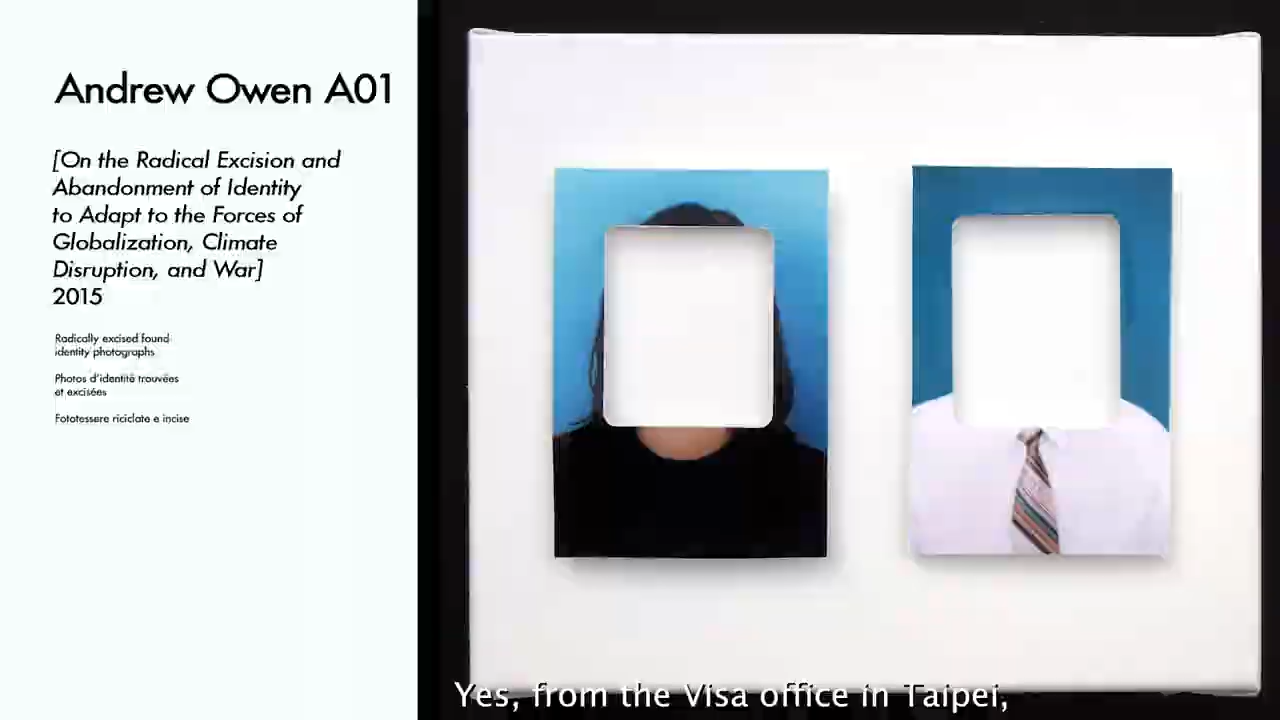 Andrew Owen A01
[On the Radical Excision and
Abandonment of Identity
to Adapt to the Forces of
Globalization, Climate
Disruption, and War]
2015
Radically excised found
identity photographs
Photos d'identité trouvées
et excisées
Fototessere riciclate e incise
Yes, from the Visa office in Taipei,